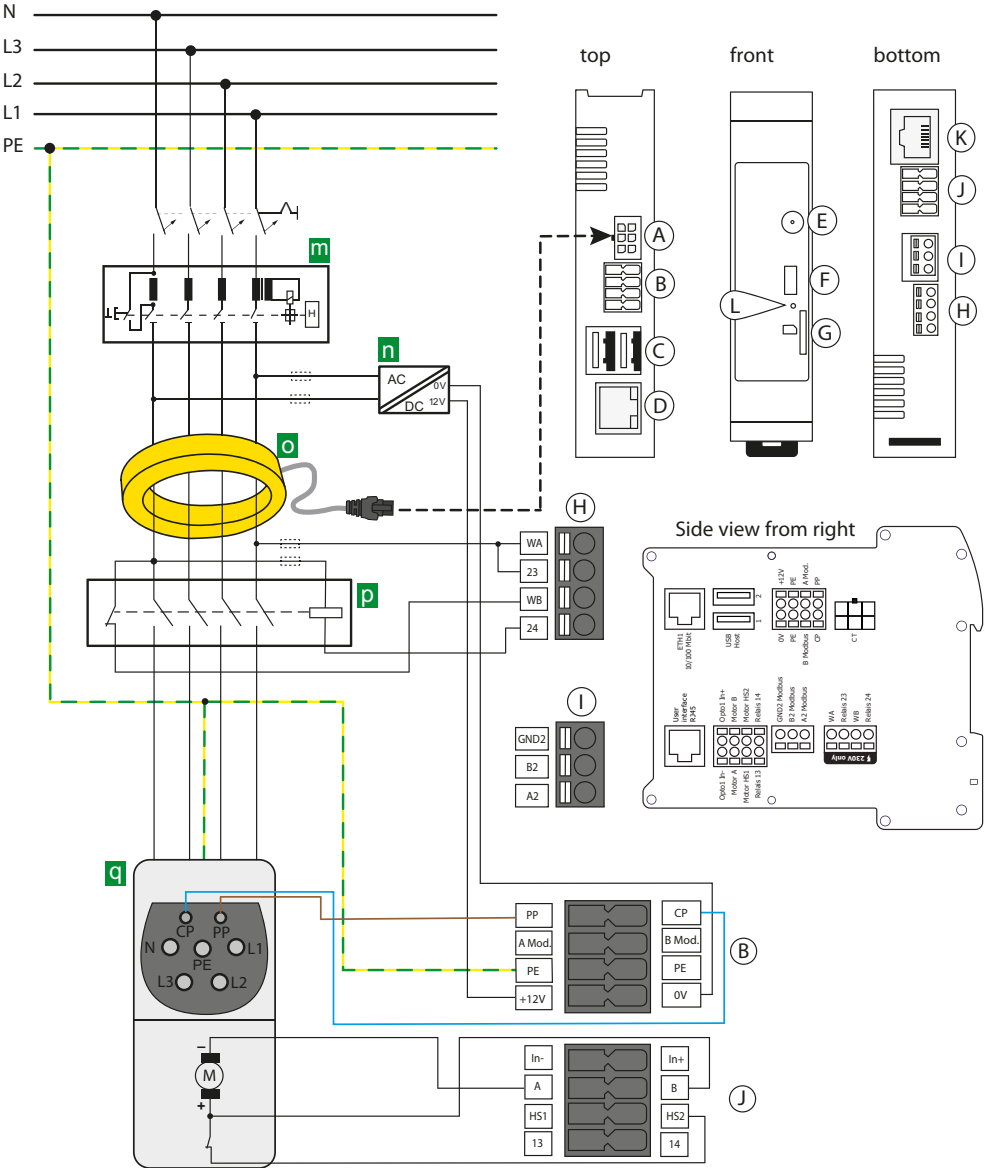 N
L3
L2
L1
PE
top
front
bottom
m
H
n
AC
0V
DC
12V
o
p
q
A
B
C
D
E
F
L
G
K
J
I
H
H
WA
23
WB
24
I
GND2
B2
A2
Side view from right
ETH1
10/100 Mbit
USB
Host
2
1
+12V
PE
A Mod.
PP
0V
PE
B Modbus
CP
CT
User
interface
RJ45
Opto1 In+
Motor B
Motor HS2
Relais 14
Opto1 In-
Motor A
Motor HS1
Relais 13
GND2 Modbus
B2 Modbus
A2 Modbus
WA
Relais 23
WB
Relais 24
230V only
CP
PP
N
L1
PE
L3
L2
PP
A Mod.
PE
+12V
CP
B Mod.
PE
0V
B
–
M
+
In-
A
HS1
13
In+
B
HS2
14
J